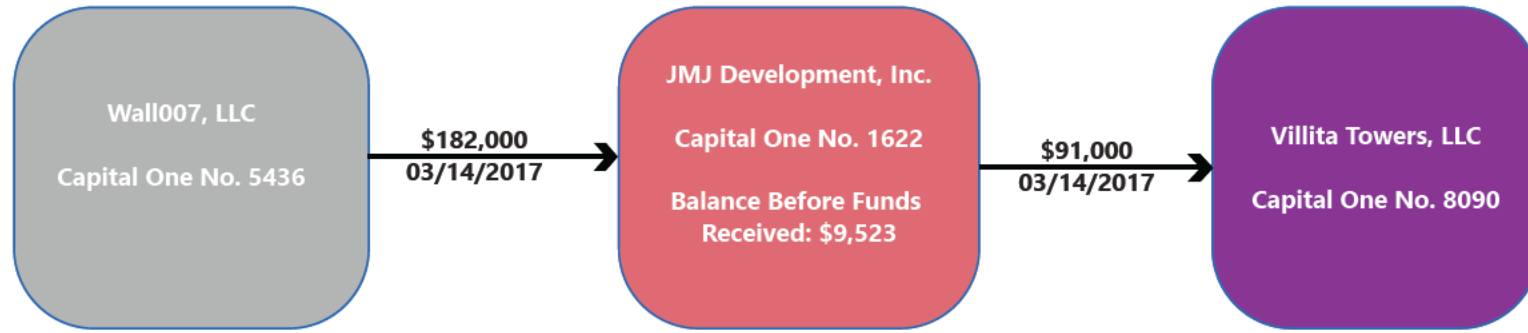 Wall007, LLC
Capital One No. 5436
$182,000
03/14/2017
JMJ Development, Inc.
Capital One No. 1622
Balance Before Funds
Received: $9,523
$91,000
03/14/2017
Villita Towers, LLC
Capital One No. 8090